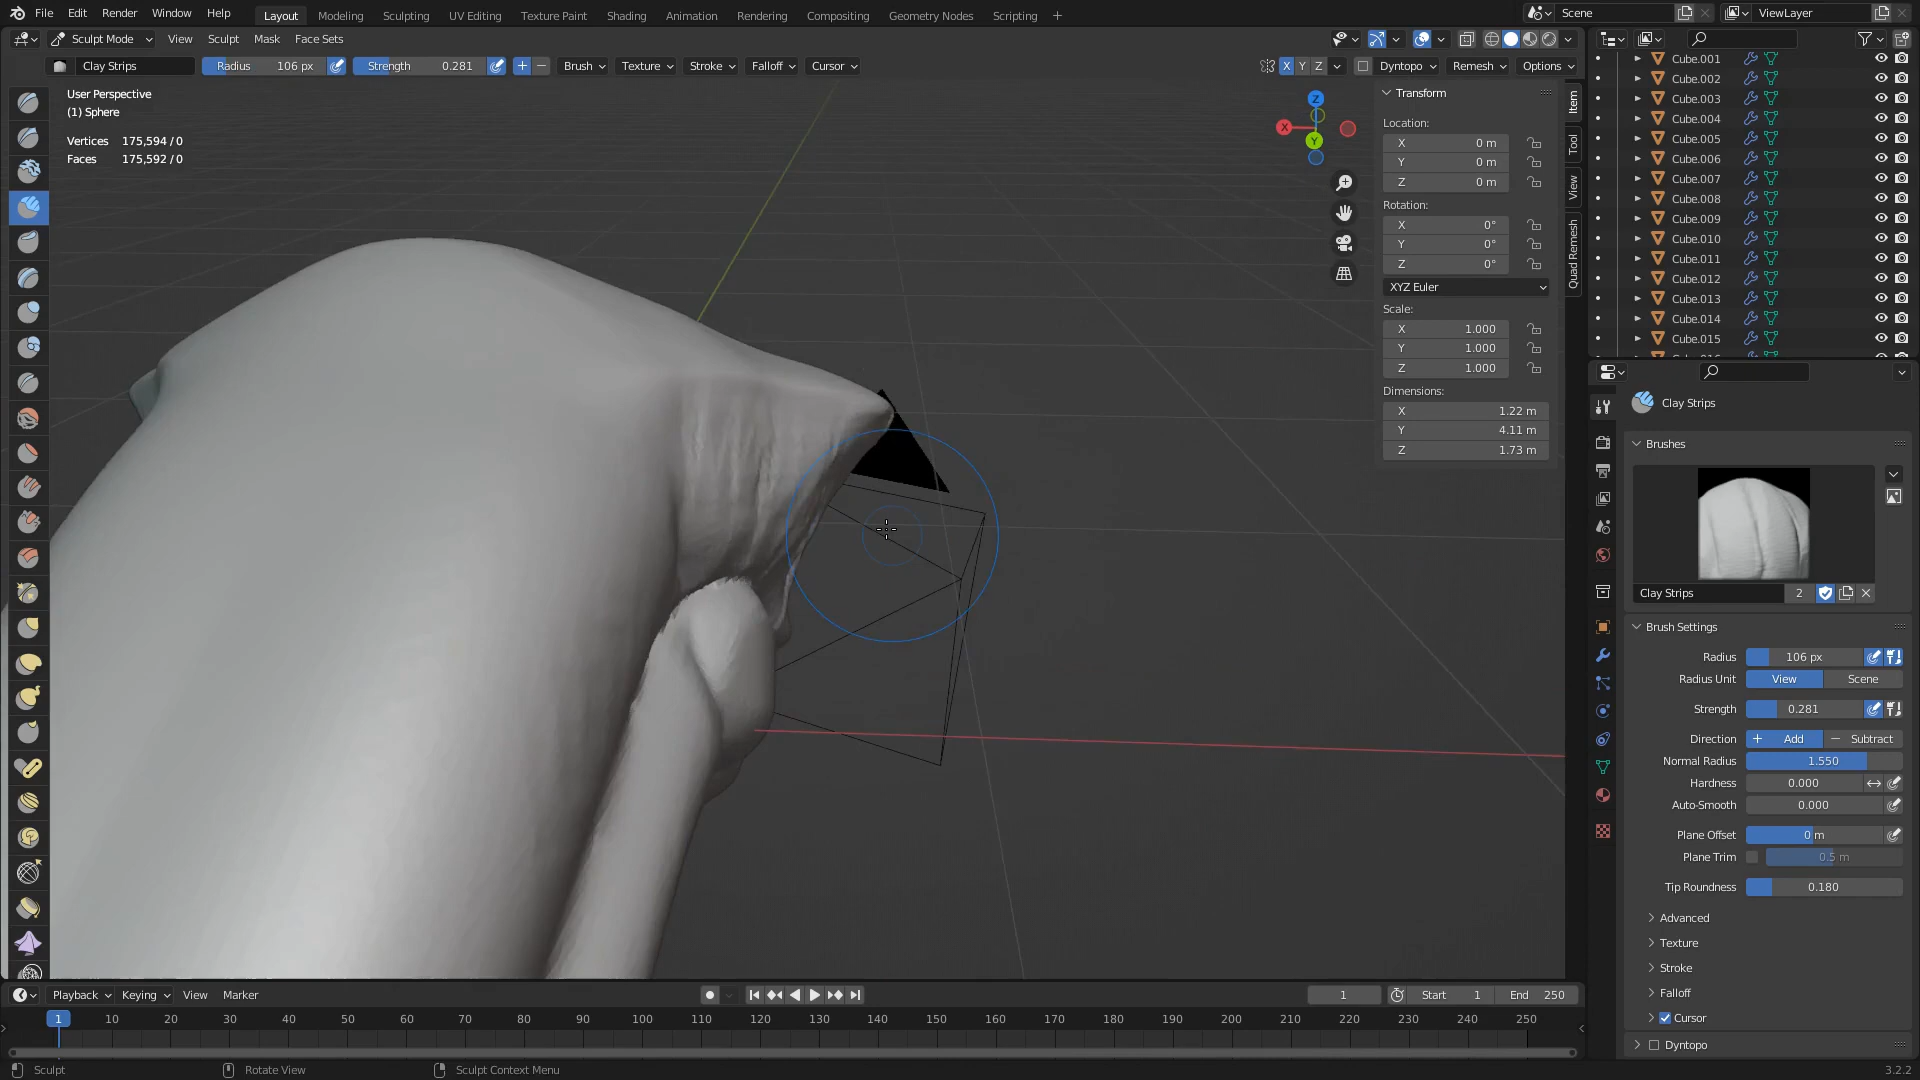 File Edit Render Window Help Layout Modeling Sculpting UV Editing Texture Paint Shading Animation Rendering Compositing Geometry Nodes Scripting + Scene ViewLayer
Sculpt Mode View Sculpt Mask Face Sets
Clay Strips Radius 106 px Strength 0.281 + − Brush Texture Stroke Falloff Cursor X Y Z Dyntopo Remesh Options
User Perspective
(1) Sphere
Vertices 175,594 / 0
Faces 175,592 / 0
Z
X
Y
Transform
Location:
X 0 m
Y 0 m
Z 0 m
Rotation:
X 0°
Y 0°
Z 0°
XYZ Euler
Scale:
X 1.000
Y 1.000
Z 1.000
Dimensions:
X 1.22 m
Y 4.11 m
Z 1.73 m
Item
Tool
View
Quad Remesh
Cube.001
Cube.002
Cube.003
Cube.004
Cube.005
Cube.006
Cube.007
Cube.008
Cube.009
Cube.010
Cube.011
Cube.012
Cube.013
Cube.014
Cube.015
Clay Strips
Brushes
Clay Strips 2
Brush Settings
Radius 106 px
Radius Unit View Scene
Strength 0.281
Direction + Add − Subtract
Normal Radius 1.550
Hardness 0.000
Auto-Smooth 0.000
Plane Offset 0 m
Plane Trim 0.5 m
Tip Roundness 0.180
Advanced
Texture
Stroke
Falloff
Cursor
Dyntopo
Playback Keying View Marker 1 Start 1 End 250
1 10 20 30 40 50 60 70 80 90 100 110 120 130 140 150 160 170 180 190 200 210 220 230 240 250
Sculpt Rotate View Sculpt Context Menu 3.2.2